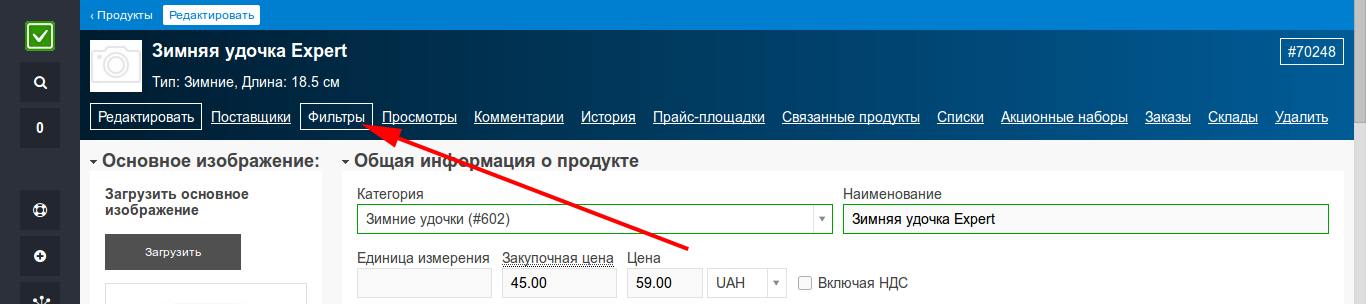 ‹ Продукты Редактировать
Зимняя удочка Expert
#70248
Тип: Зимние, Длина: 18.5 см
0
Редактировать Поставщики Фильтры Просмотры Комментарии История Прайс-площадки Связанные продукты Списки Акционные наборы Заказы Склады Удалить
Основное изображение:
Загрузить основное
изображение
Загрузить
Общая информация о продукте
Категория Наименование
Зимние удочки (#602) Зимняя удочка Expert
Единица измерения Закупочная цена Цена
45.00 59.00 UAH Включая НДС